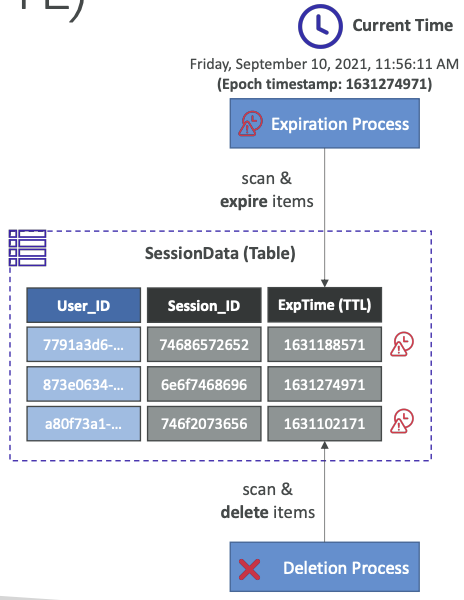 TL)
Current Time
Friday, September 10, 2021, 11:56:11 AM
(Epoch timestamp: 1631274971)
Expiration Process
scan &
expire items
SessionData (Table)
User_ID Session_ID ExpTime (TTL)
7791a3d6-... 74686572652 1631188571
873e0634-... 6e6f7468696 1631274971
a80f73a1-... 746f2073656 1631102171
scan &
delete items
Deletion Process